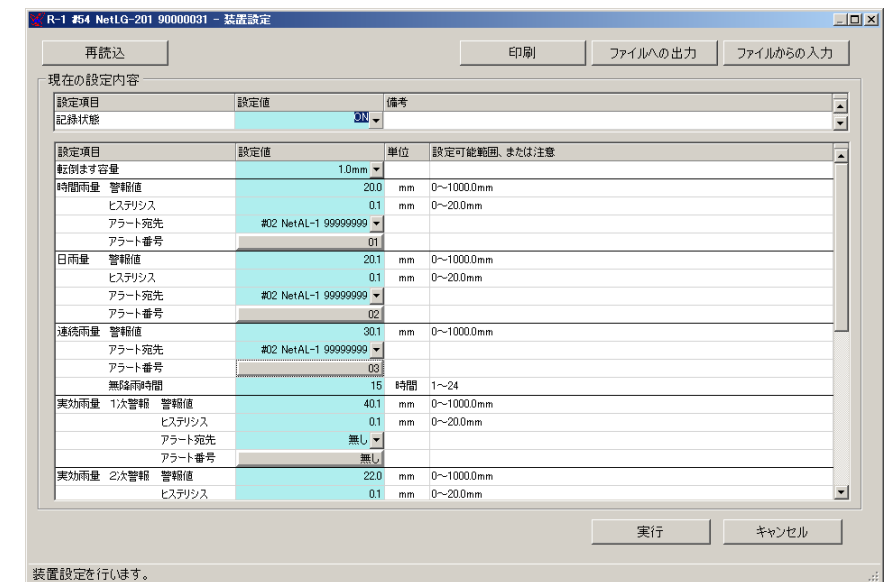 R-1 #54 NetLG-201 90000031 - 装置設定
再読込 印刷 ファイルへの出力 ファイルからの入力
現在の設定内容
設定項目 設定値 備考
記録状態 ON
設定項目 設定値 単位 設定可能範囲、または注意
転倒ます容量 1.0mm
時間雨量 警報値 20.0 mm 0～1000.0mm
ヒステリシス 0.1 mm 0～20.0mm
アラート宛先 #02 NetAL-1 99999999
アラート番号 01
日雨量 警報値 20.1 mm 0～1000.0mm
ヒステリシス 0.1 mm 0～20.0mm
アラート宛先 #02 NetAL-1 99999999
アラート番号 02
連続雨量 警報値 30.1 mm 0～1000.0mm
アラート宛先 #02 NetAL-1 99999999
アラート番号 03
無降雨時間 15 時間 1～24
実効雨量 1次警報 警報値 40.1 mm 0～1000.0mm
ヒステリシス 0.1 mm 0～20.0mm
アラート宛先 無し
アラート番号 無し
実効雨量 2次警報 警報値 22.0 mm 0～1000.0mm
ヒステリシス 0.1 mm 0～20.0mm
実行 キャンセル
装置設定を行います。